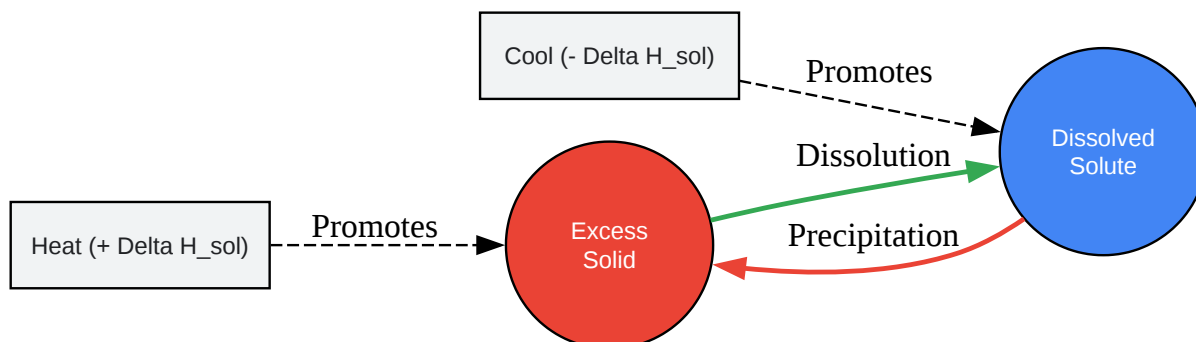 Cool (- Delta H_sol)
Promotes
Dissolved
Solute
Dissolution
Heat (+ Delta H_sol)
Promotes
Excess
Solid
Precipitation